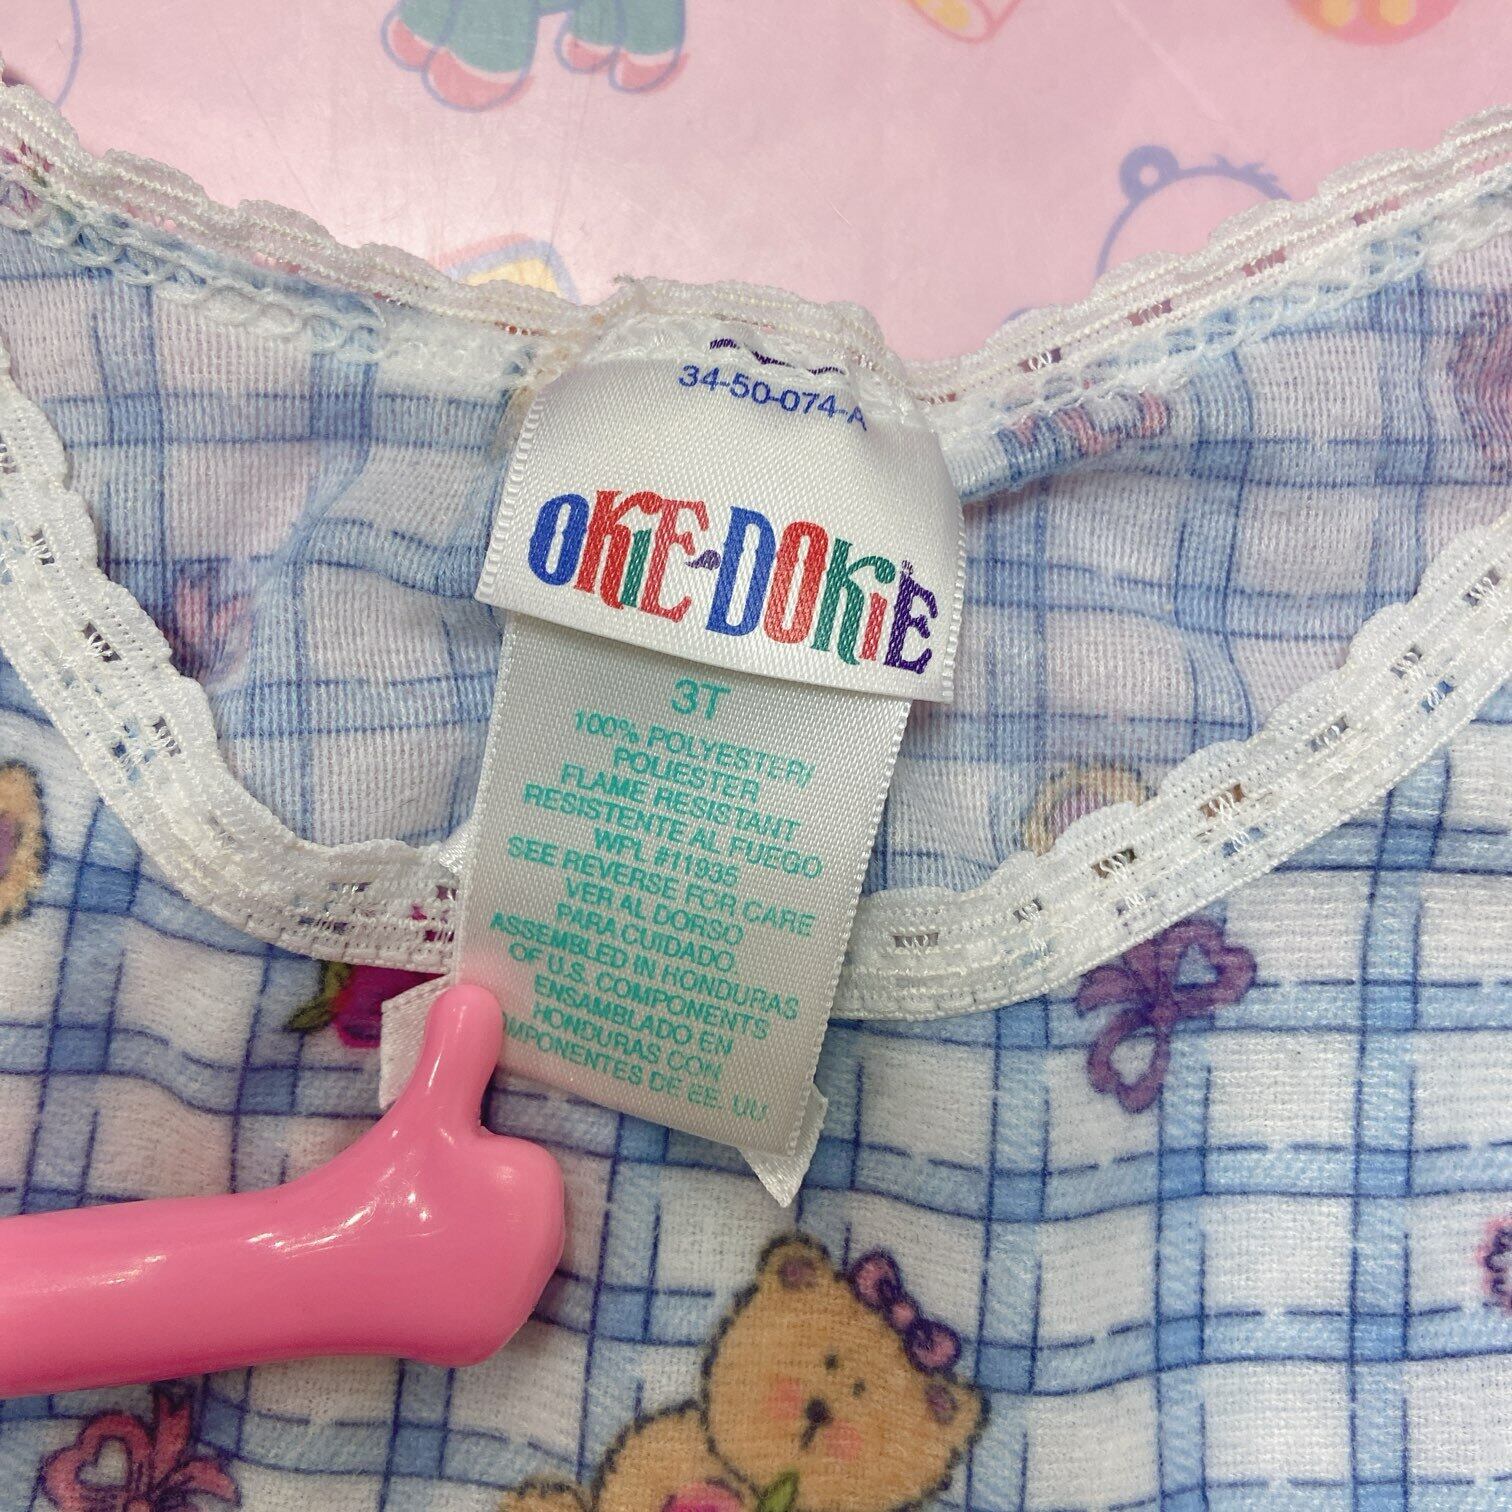 34-50-074-A
OKIE-DOKIE
3T
100% POLYESTER/
POLIESTER
FLAME RESISTANT
RESISTENTE AL FUEGO
WPL #11935
SEE REVERSE FOR CARE
VER AL DORSO
PARA CUIDADO.
ASSEMBLED IN HONDURAS
OF U.S. COMPONENTS
ENSAMBLADO EN
HONDURAS CON
OMPONENTES DE EE. UU.